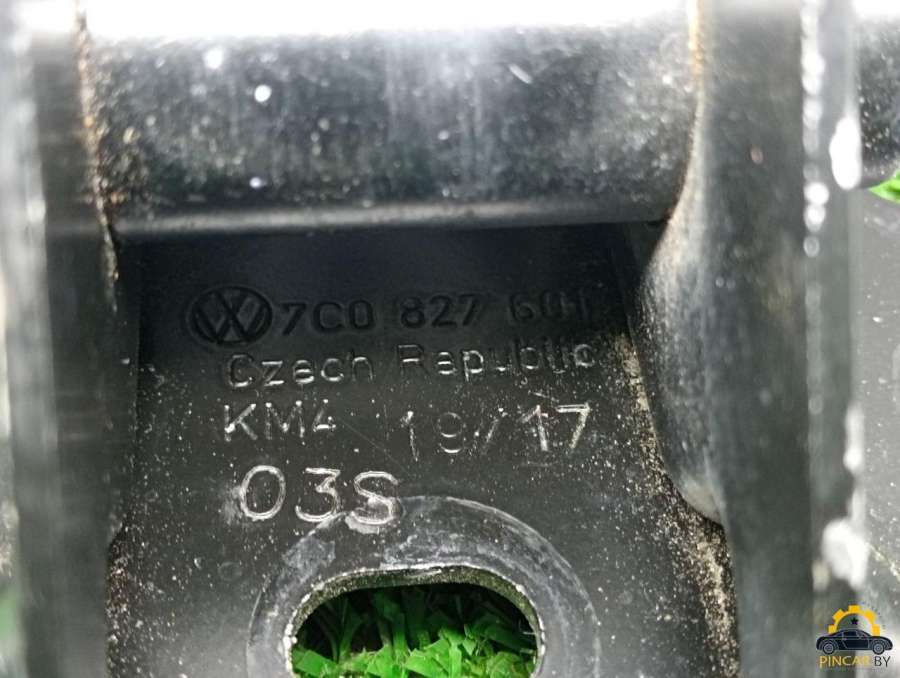 7C0 827 601
Czech Republic
KM4 19/17
03S
PINCAR.BY